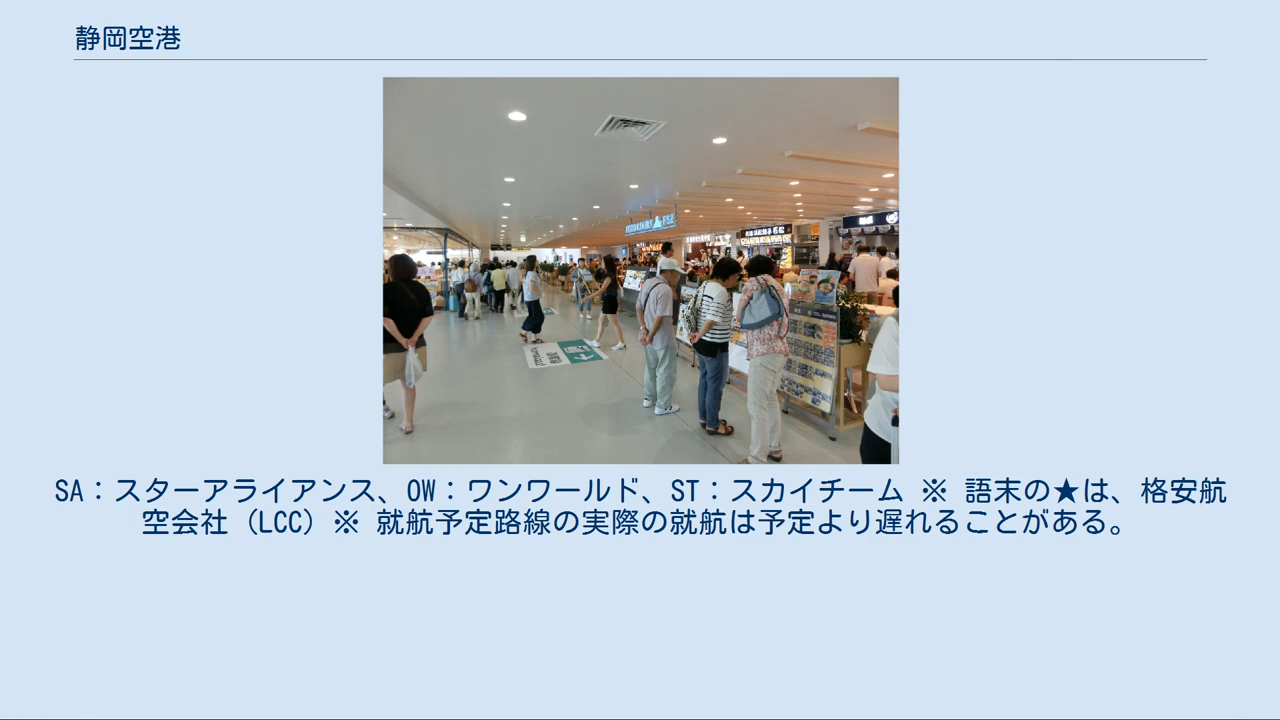 静岡空港
SA：スターアライアンス、OW：ワンワールド、ST：スカイチーム ※ 語末の★は、格安航
空会社（LCC）※ 就航予定路線の実際の就航は予定より遅れることがある。